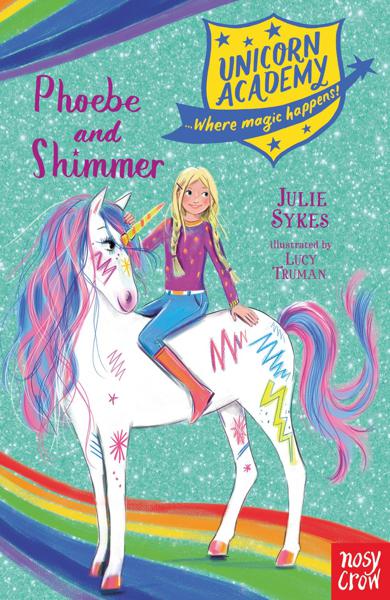 UNICORN
ACADEMY
...Where magic happens!
Phoebe
and
Shimmer
JULIE
SYKES
illustrated by
LUCY
TRUMAN
nosy
crow